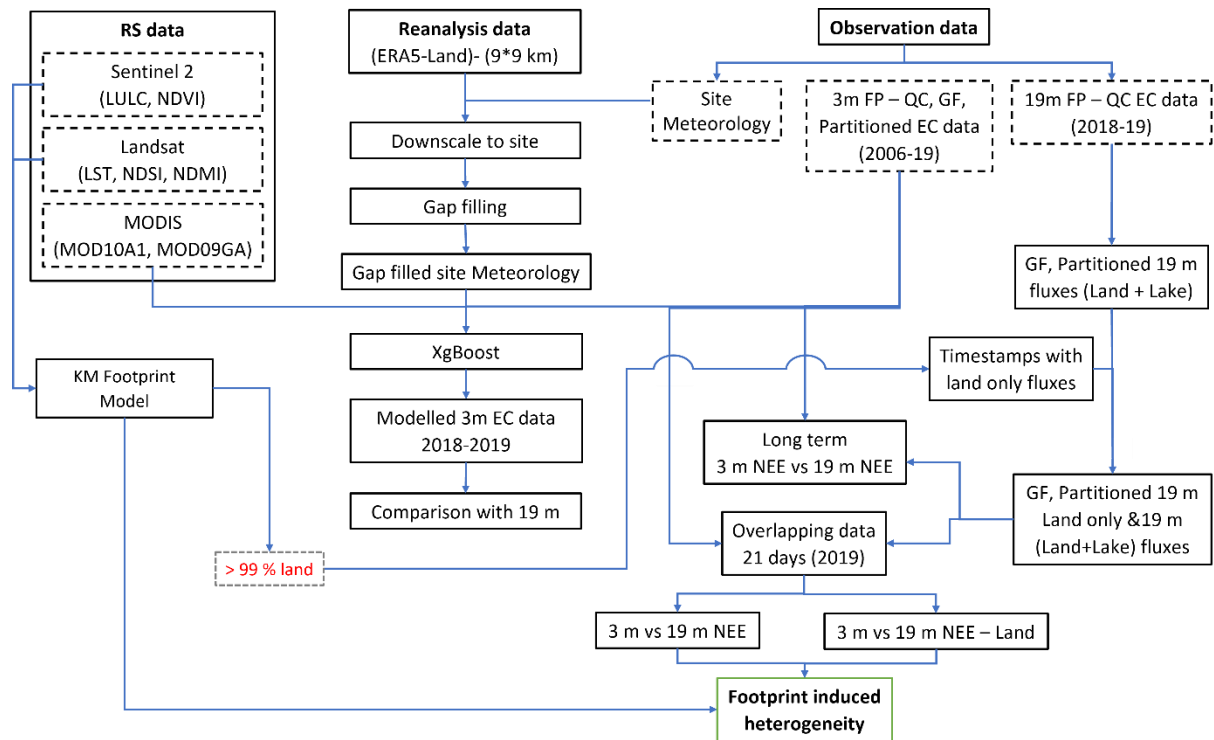 RS data
Sentinel 2
(LULC, NDVI)
Landsat
(LST, NDSI, NDMI)
MODIS
(MOD10A1, MOD09GA)
Reanalysis data
(ERA5-Land)- (9*9 km)
Observation data
Site
Meteorology
3m FP – QC, GF,
Partitioned EC data
(2006-19)
19m FP – QC EC data
(2018-19)
Downscale to site
Gap filling
Gap filled site Meteorology
XgBoost
Modelled 3m EC data
2018-2019
Comparison with 19 m
GF, Partitioned 19 m
fluxes (Land + Lake)
Timestamps with
land only fluxes
KM Footprint
Model
> 99 % land
Long term
3 m NEE vs 19 m NEE
GF, Partitioned 19 m
Land only &19 m
(Land+Lake) fluxes
Overlapping data
21 days (2019)
3 m vs 19 m NEE
3 m vs 19 m NEE – Land
Footprint induced
heterogeneity